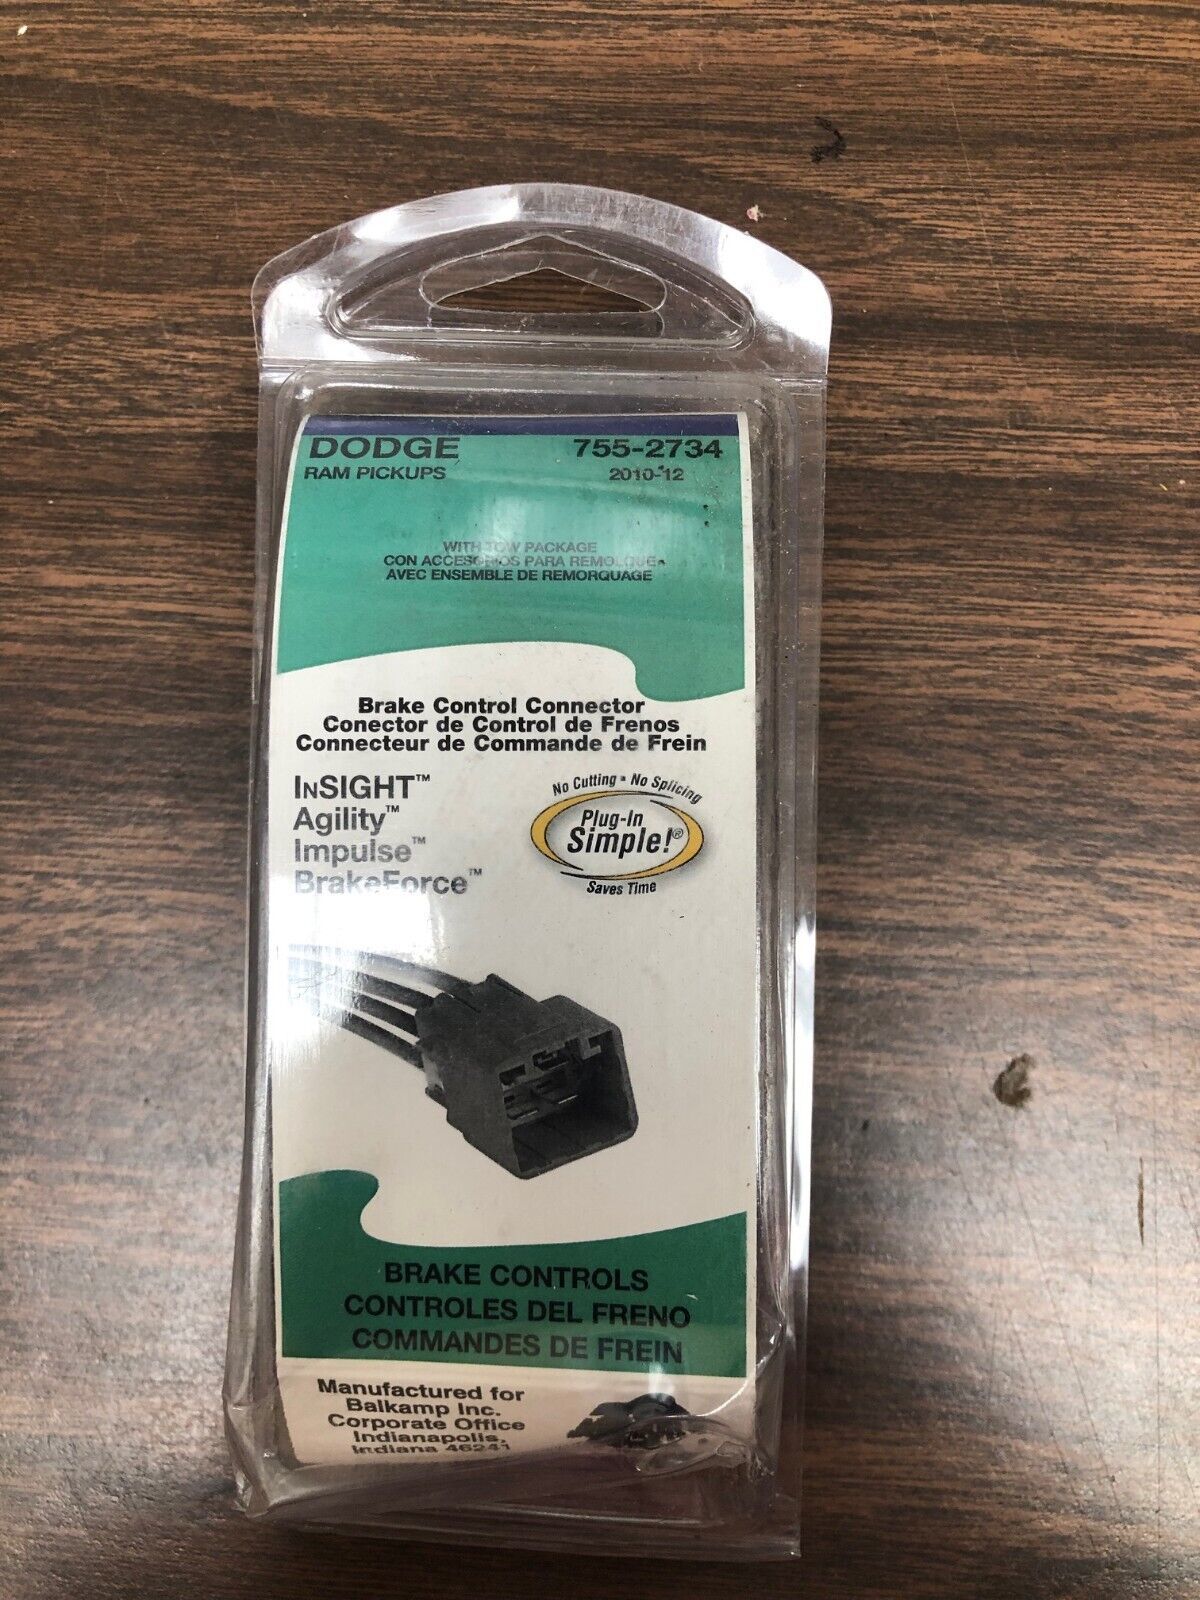 DODGE 755-2734
RAM PICKUPS 2010-12
WITH TOW PACKAGE
CON ACCESORIOS PARA REMOLQUE
AVEC ENSEMBLE DE REMORQUAGE
Brake Control Connector
Conector de Control de Frenos
Connecteur de Commande de Frein
INSIGHT™
Agility™
Impulse™
BrakeForce™
No Cutting • No Splicing
Plug-In
Simple!®
Saves Time
BRAKE CONTROLS
CONTROLES DEL FRENO
COMMANDES DE FREIN
Manufactured for
Balkamp Inc.
Corporate Office
Indianapolis,
Indiana 46241